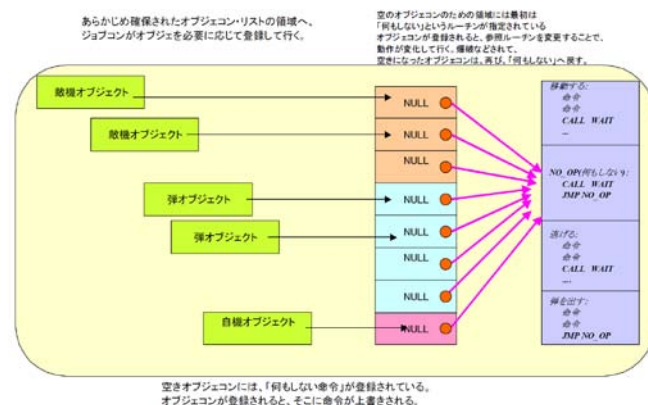 あらかじめ確保されたオブジェコン・リストの領域へ、
ジョブコンがオブジェを必要に応じて登録して行く。
空のオブジェコンのための領域には最初は
「何もしない」というルーチンが指定されている
オブジェコンが登録されると、参照ルーチンを変更することで、
動作が変化して行く。爆破などされて、
空きになったオブジェコンは、再び、「何もしない」へ戻す。
敵機オブジェクト
敵機オブジェクト
弾オブジェクト
弾オブジェクト
自機オブジェクト
NULL
NULL
NULL
NULL
NULL
NULL
NULL
NULL
移動する:
命令
命令
CALL WAIT
...
NO_OP(何もしない):
CALL WAIT
JMP NO_OP
逃げる:
命令
命令
CALL WAIT
....
弾を出す:
命令
命令
JMP NO_OP
空きオブジェコンには、「何もしない命令」が登録されている。
オブジェコンが登録されると、そこに命令が上書きされる。